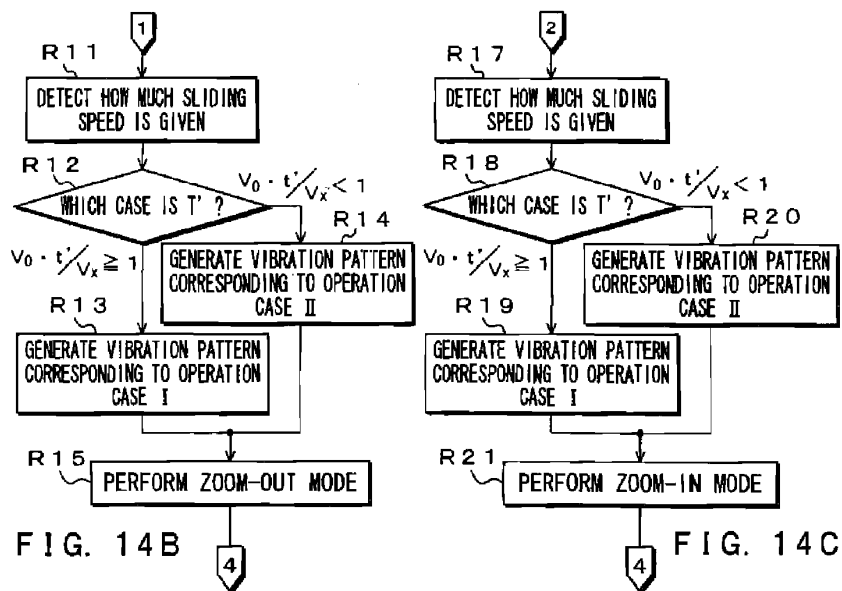 1
R11
DETECT HOW MUCH SLIDING
SPEED IS GIVEN
R12
WHICH CASE IS T' ?
V₀ · t'/Vₓ < 1
V₀ · t'/Vₓ ≧ 1
R14
GENERATE VIBRATION PATTERN
CORRESPONDING TO OPERATION
CASE II
R13
GENERATE VIBRATION PATTERN
CORRESPONDING TO OPERATION
CASE I
R15
PERFORM ZOOM-OUT MODE
4
FIG. 14B
2
R17
DETECT HOW MUCH SLIDING
SPEED IS GIVEN
R18
WHICH CASE IS T' ?
V₀ · t'/Vₓ < 1
V₀ · t'/Vₓ ≧ 1
R20
GENERATE VIBRATION PATTERN
CORRESPONDING TO OPERATION
CASE II
R19
GENERATE VIBRATION PATTERN
CORRESPONDING TO OPERATION
CASE I
R21
PERFORM ZOOM-IN MODE
4
FIG. 14C